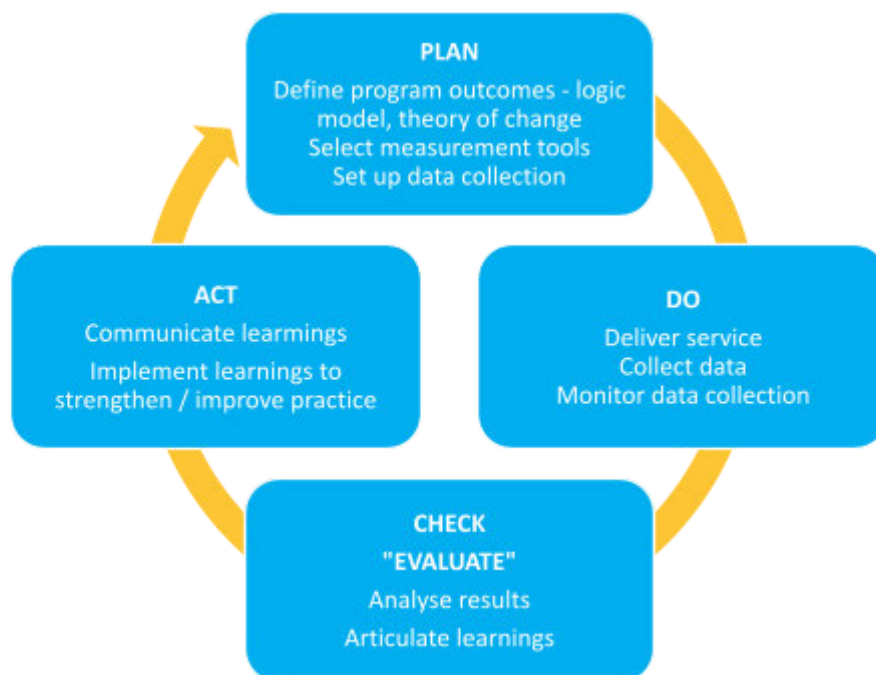 PLAN
Define program outcomes - logic
model, theory of change
Select measurement tools
Set up data collection
ACT
Communicate learmings
Implement learnings to
strengthen / improve practice
DO
Deliver service
Collect data
Monitor data collection
CHECK
"EVALUATE"
Analyse results
Articulate learnings